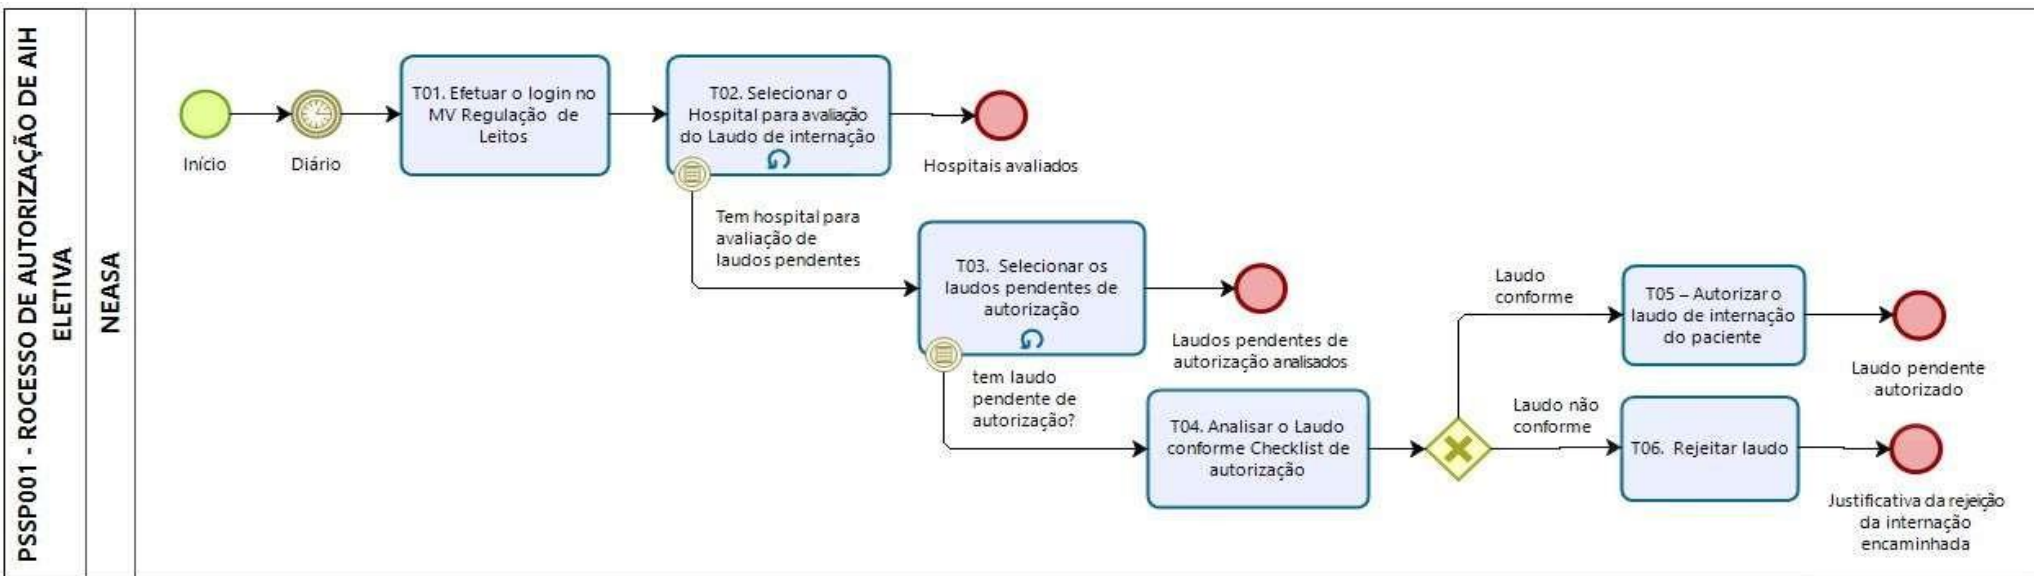 PSSP001 - ROCESSO DE AUTORIZAÇÃO DE AIH
ELETIVA
NEASA
Início
Diário
T01. Efetuar o login no
MV Regulação de
Leitos
T02. Selecionar o
Hospital para avaliação
do Laudo de internação
Hospitais avaliados
Tem hospital para
avaliação de
laudos pendentes
T03. Selecionar os
laudos pendentes de
autorização
Laudos pendentes de
autorização analisados
tem laudo
pendente de
autorização?
T04. Analisar o Laudo
conforme Checklist de
autorização
Laudo
conforme
T05 – Autorizar o
laudo de internação
do paciente
Laudo pendente
autorizado
Laudo não
conforme
T06. Rejeitar laudo
Justificativa da rejeição
da internação
encaminhada